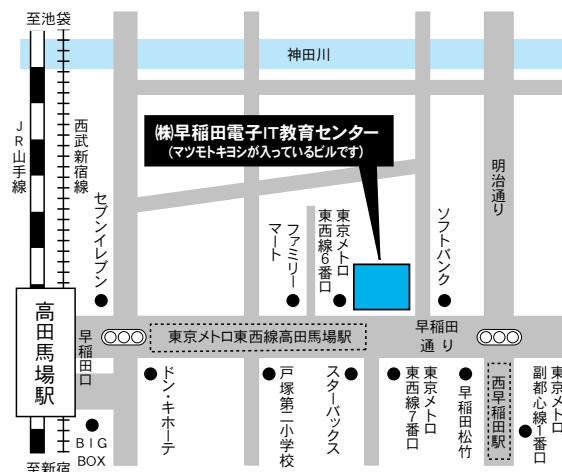 至池袋
神田川
JR山手線
西武新宿線
㈱早稲田電子IT教育センター
(マツモトキヨシが入っているビルです)
明治通り
セブンイレブン
ファミリー
マート
東京メトロ
東西線6番口
ソフトバンク
高田馬場駅
早稲田口
東京メトロ東西線高田馬場駅
早稲田
通り
ドン・キホーテ
戸塚第二小学校
スターバックス
東京メトロ
東西線7番口
早稲田松竹
西早稲田駅
東京メトロ
副都心線1番口
BIG
BOX
至新宿